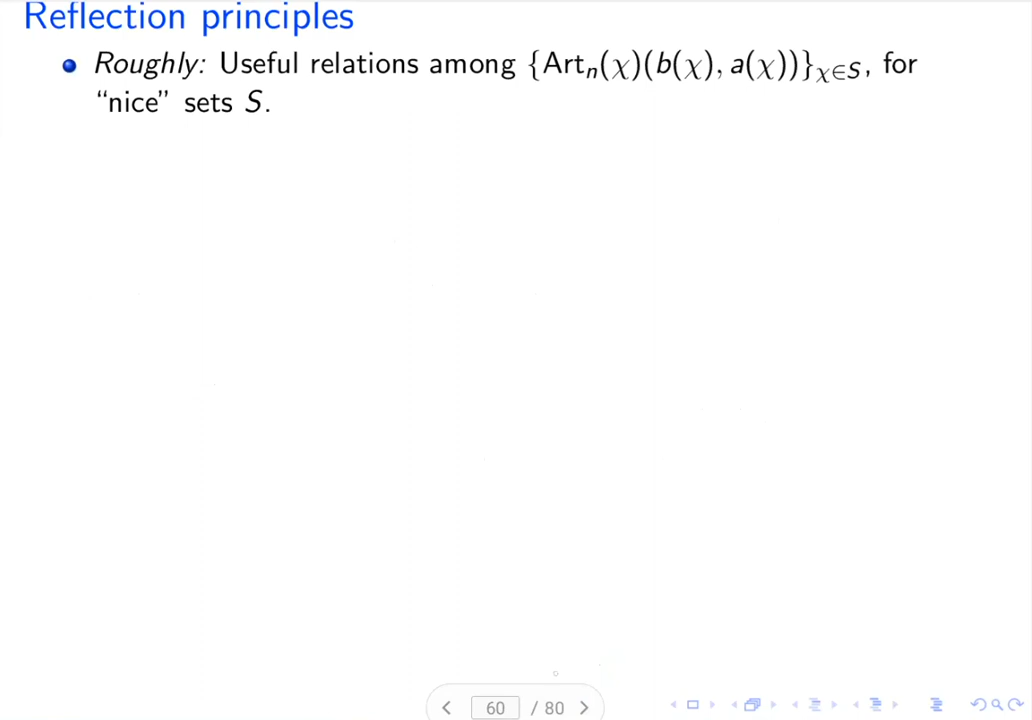 Reflection principles
Roughly: Useful relations among {Artₙ(χ)(b(χ), a(χ))}χ∈S, for
“nice” sets S.
60 / 80